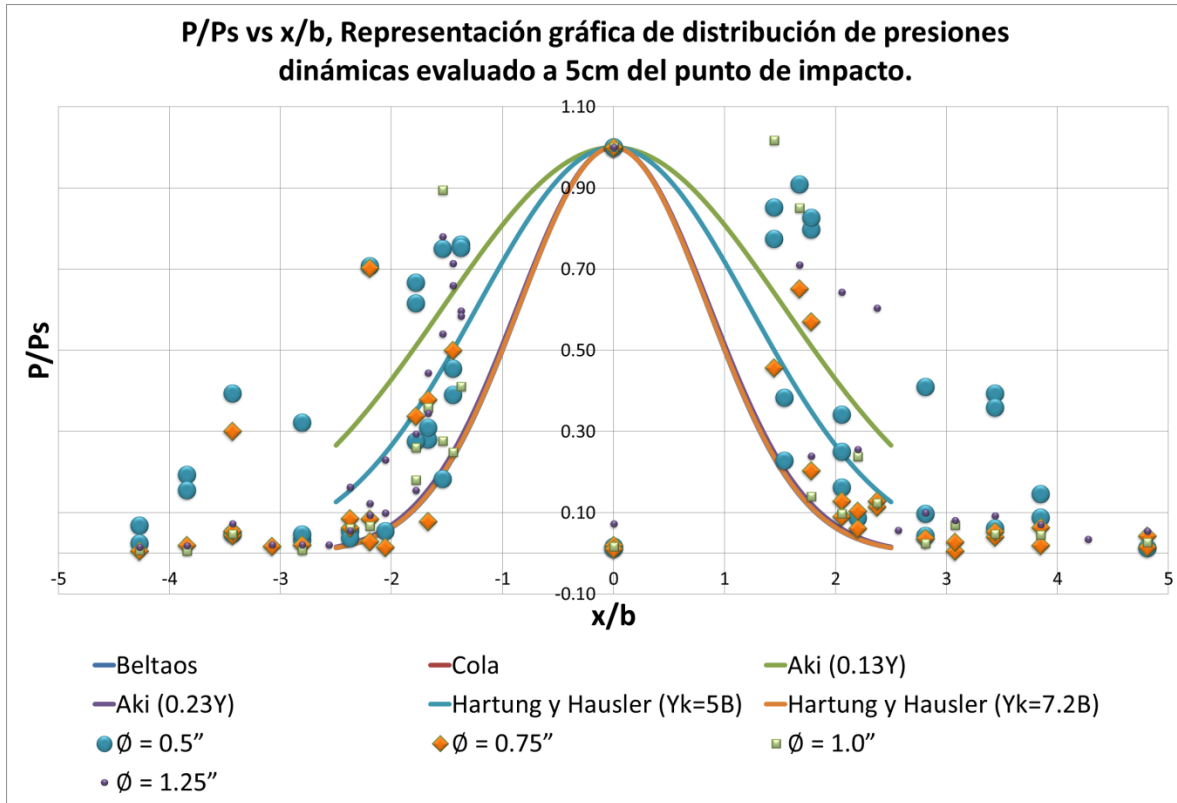 P/Ps vs x/b, Representación gráfica de distribución de presiones
dinámicas evaluado a 5cm del punto de impacto.
1.10
0.90
0.70
0.50
0.30
0.10
-0.10
P/Ps
-5 -4 -3 -2 -1 0 1 2 3 4 5
x/b
Beltaos Cola Aki (0.13Y)
Aki (0.23Y) Hartung y Hausler (Yk=5B) Hartung y Hausler (Yk=7.2B)
Ø = 0.5” Ø = 0.75” Ø = 1.0”
Ø = 1.25”